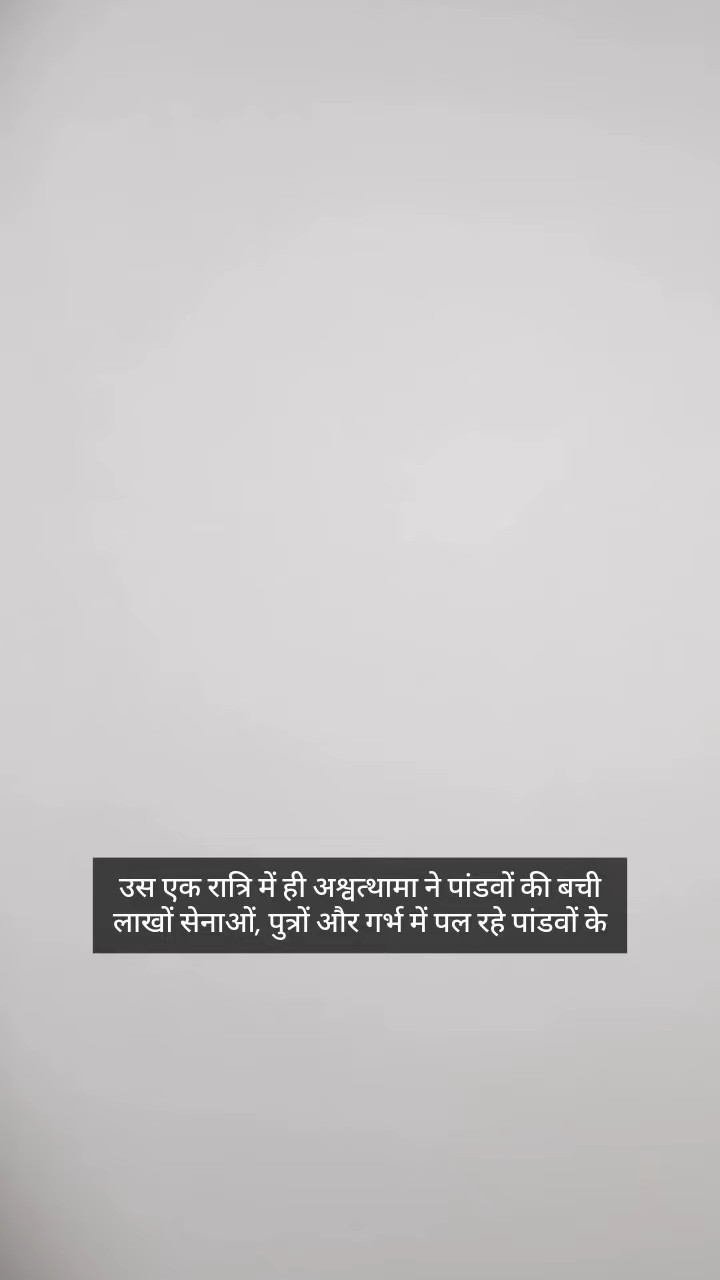 उस एक रात्रि में ही अश्वत्थामा ने पांडवों की बची
लाखों सेनाओं, पुत्रों और गर्भ में पल रहे पांडवों के